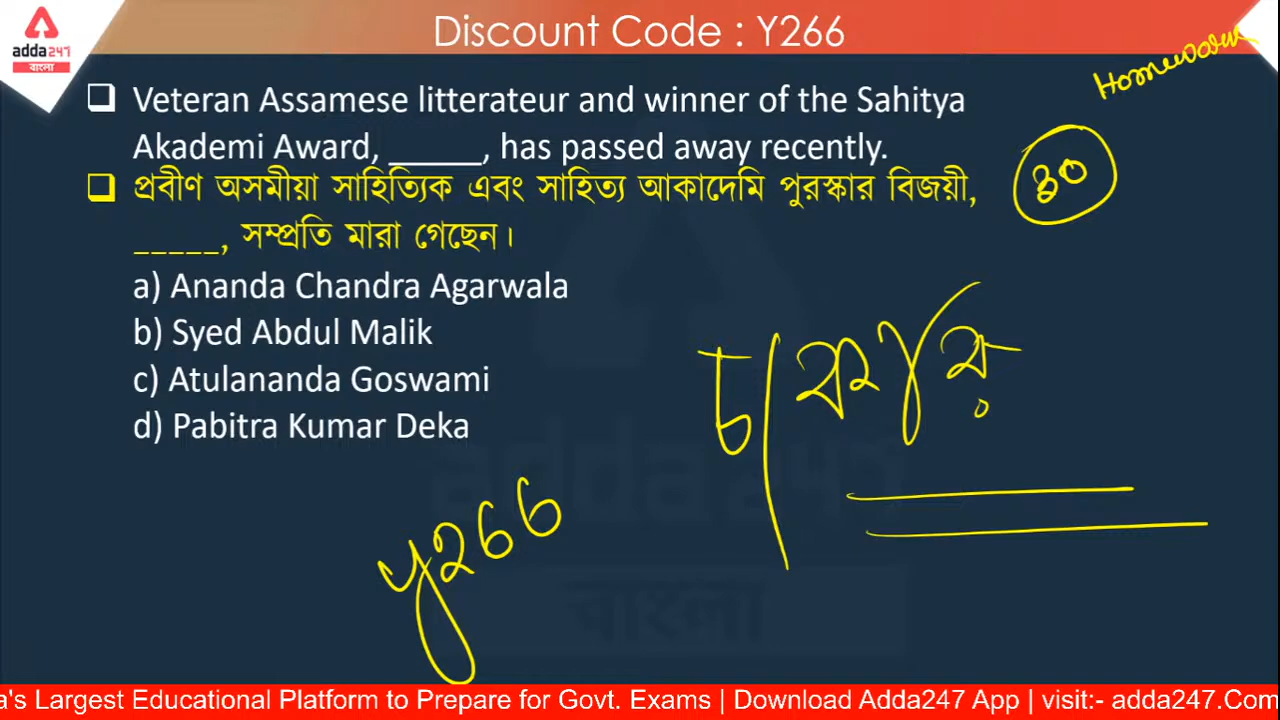 adda247
বাংলা
Discount Code : Y266
Homework
Veteran Assamese litterateur and winner of the Sahitya
Akademi Award, _____, has passed away recently.
প্রবীণ অসমীয়া সাহিত্যিক এবং সাহিত্য আকাদেমি পুরস্কার বিজয়ী,
_____, সম্প্রতি মারা গেছেন।
a) Ananda Chandra Agarwala
b) Syed Abdul Malik
c) Atulananda Goswami
d) Pabitra Kumar Deka
y266
adda247
বাংলা
a's Largest Educational Platform to Prepare for Govt. Exams | Download Adda247 App | visit:- adda247.Com